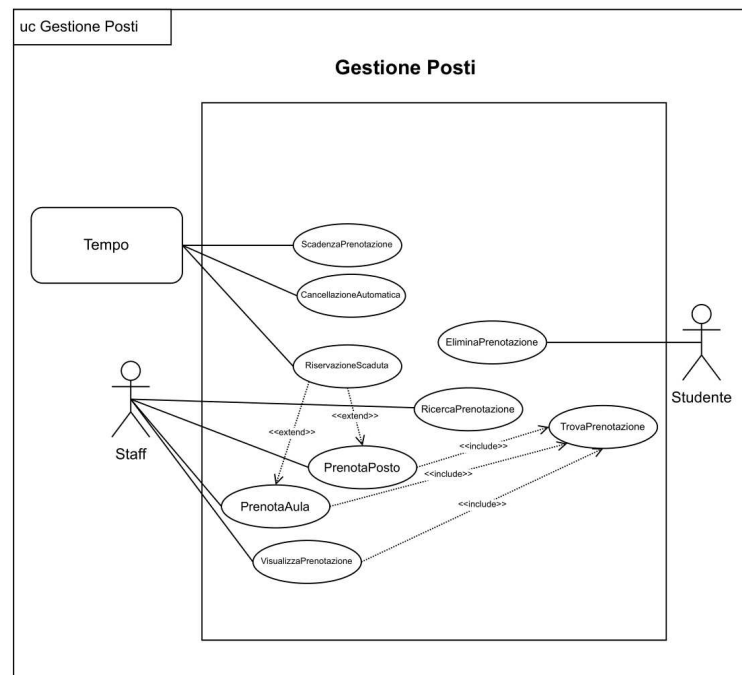 uc Gestione Posti
Gestione Posti
Tempo
ScadenzaPrenotazione
CancellazioneAutomatica
EliminaPrenotazione
RiservazioneScaduta
Studente
RicercaPrenotazione
<<extend>>
<<extend>>
TrovaPrenotazione
Staff
<<include>>
PrenotaPosto
<<include>>
PrenotaAula
<<include>>
VisualizzaPrenotazione